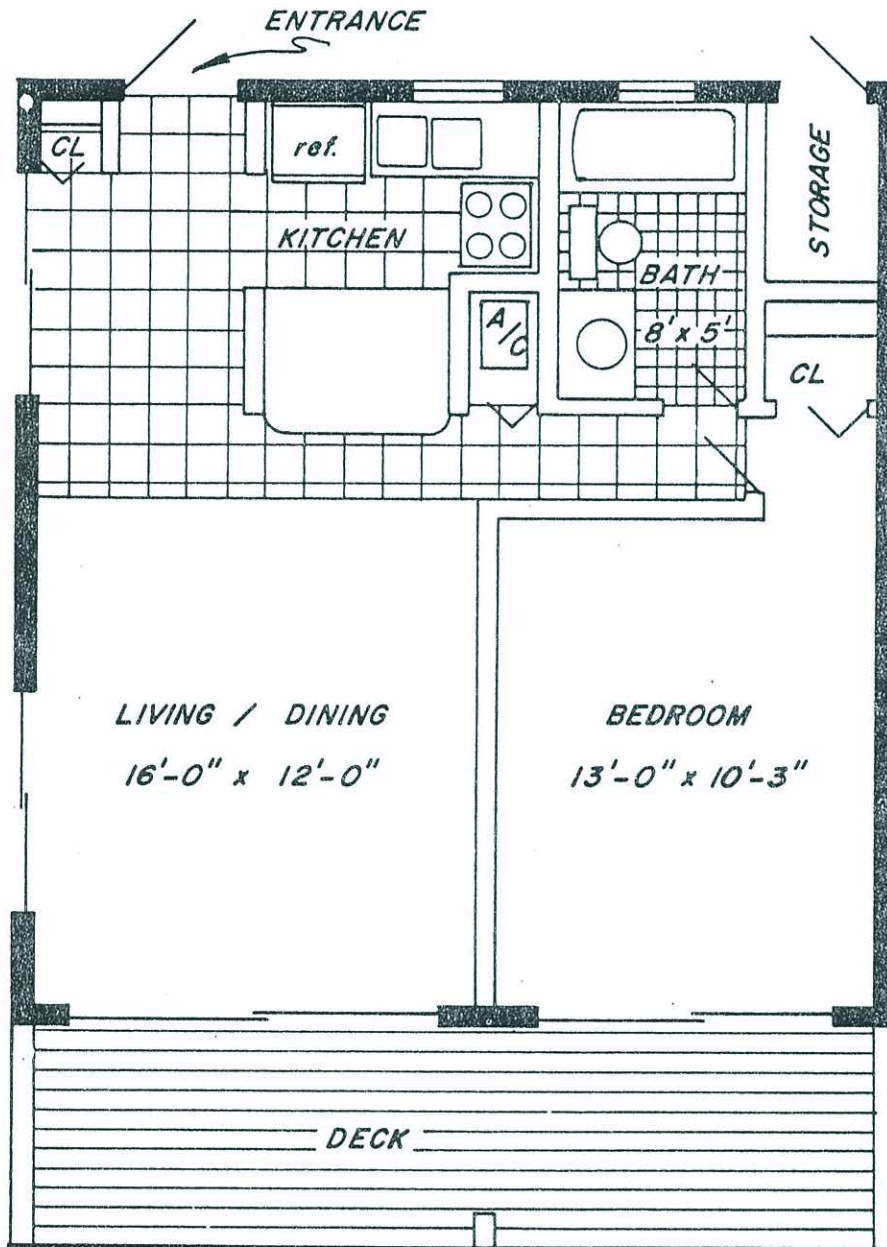 ENTRANCE
CL
ref.
KITCHEN
A/C
BATH
8' x 5'
STORAGE
CL
LIVING / DINING
16'-0" x 12'-0"
BEDROOM
13'-0" x 10'-3"
DECK